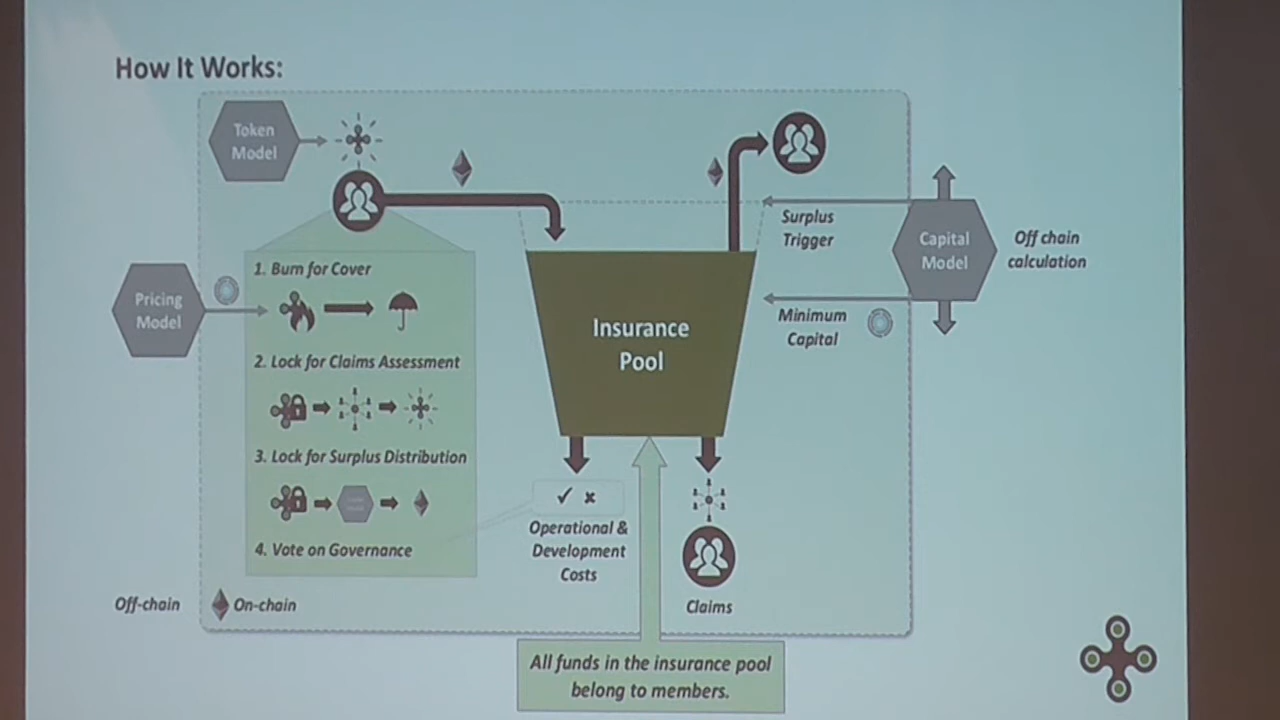 How It Works:
Token
Model
Pricing
Model
1. Burn for Cover
2. Lock for Claims Assessment
3. Lock for Surplus Distribution
4. Vote on Governance
Off-chain
On-chain
Insurance
Pool
Operational &
Development
Costs
Claims
All funds in the insurance pool
belong to members.
Surplus
Trigger
Minimum
Capital
Capital
Model
Off chain
calculation